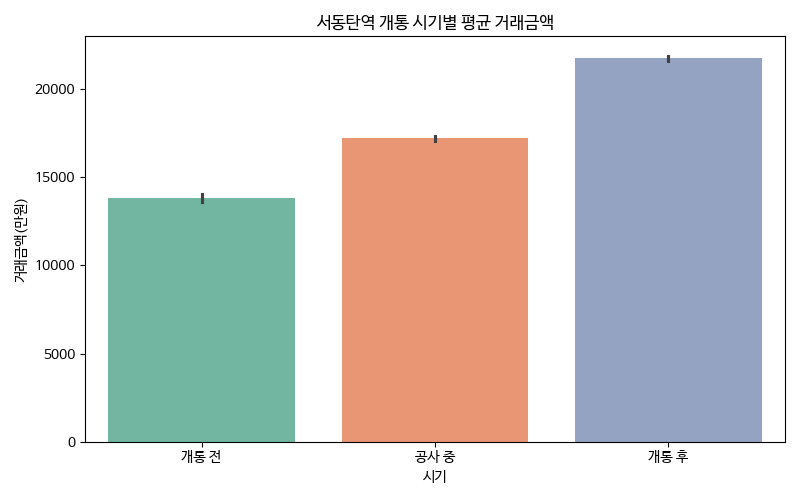 서동탄역 개통 시기별 평균 거래금액
거래금액(만원)
20000
15000
10000
5000
0
개통 전
공사 중
개통 후
시기